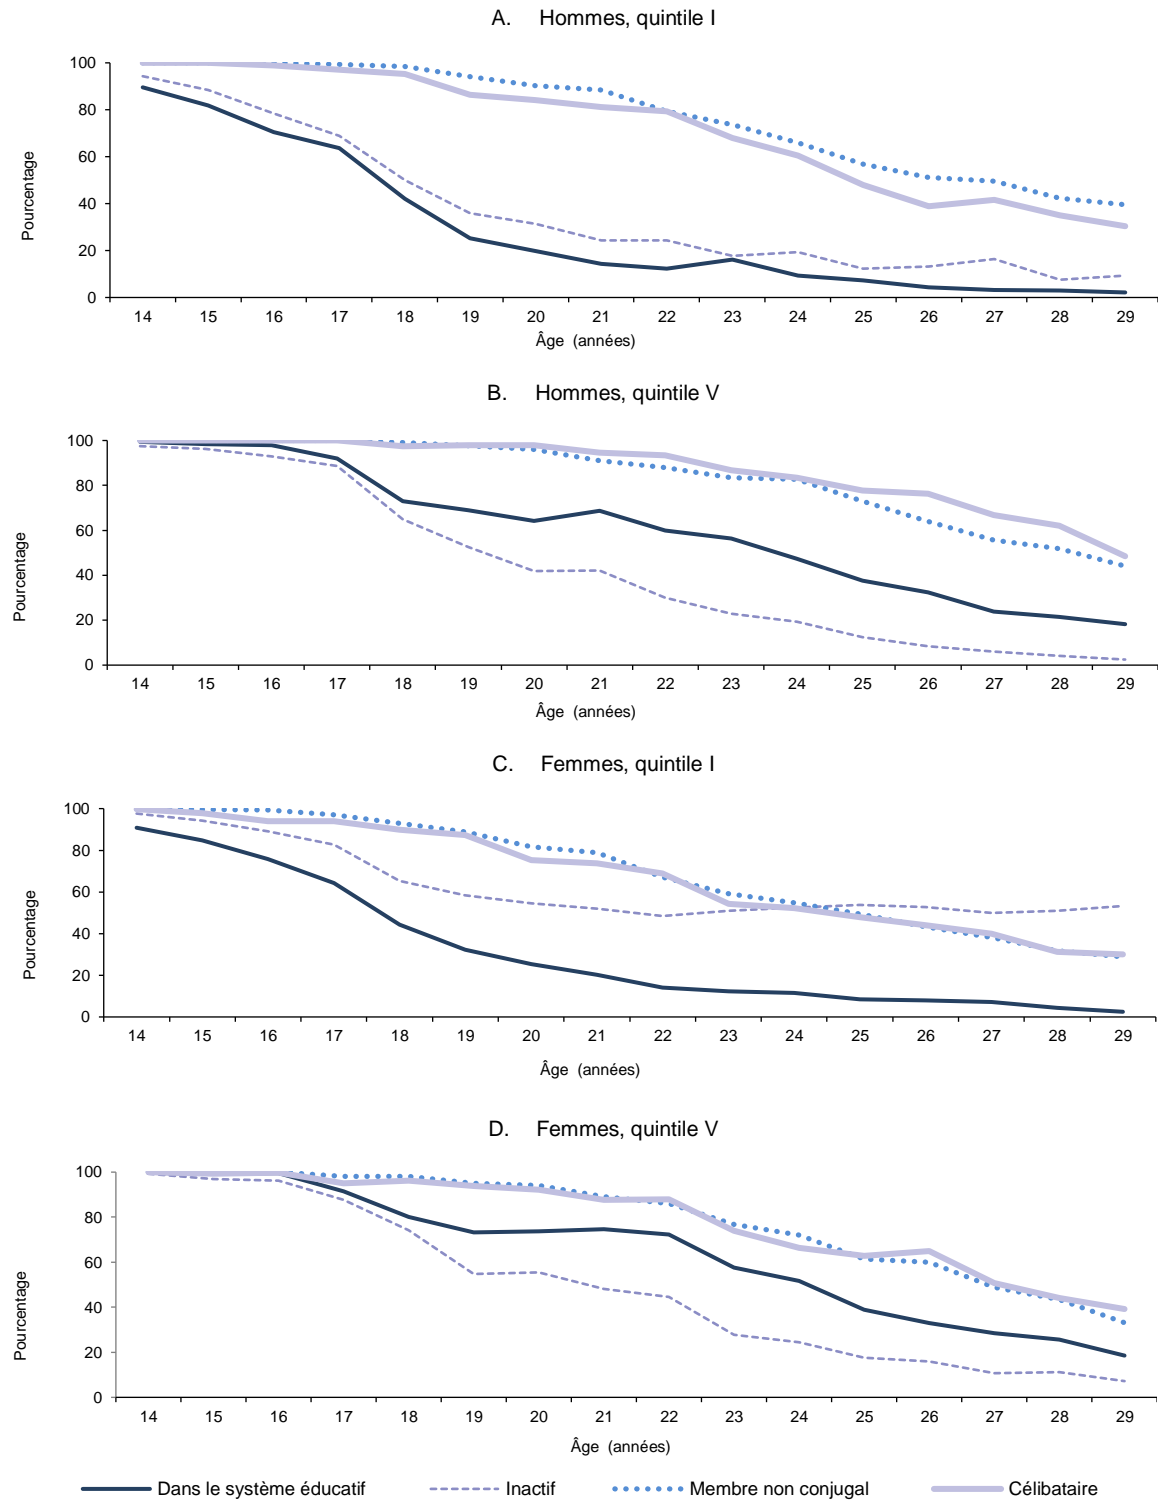 A. Hommes, quintile I
Pourcentage
100
80
60
40
20
0
14 15 16 17 18 19 20 21 22 23 24 25 26 27 28 29
Âge (années)
B. Hommes, quintile V
Pourcentage
100
80
60
40
20
0
14 15 16 17 18 19 20 21 22 23 24 25 26 27 28 29
Âge (années)
C. Femmes, quintile I
Pourcentage
100
80
60
40
20
0
14 15 16 17 18 19 20 21 22 23 24 25 26 27 28 29
Âge (années)
D. Femmes, quintile V
Pourcentage
100
80
60
40
20
0
14 15 16 17 18 19 20 21 22 23 24 25 26 27 28 29
Âge (années)
Dans le système éducatif Inactif Membre non conjugal Célibataire